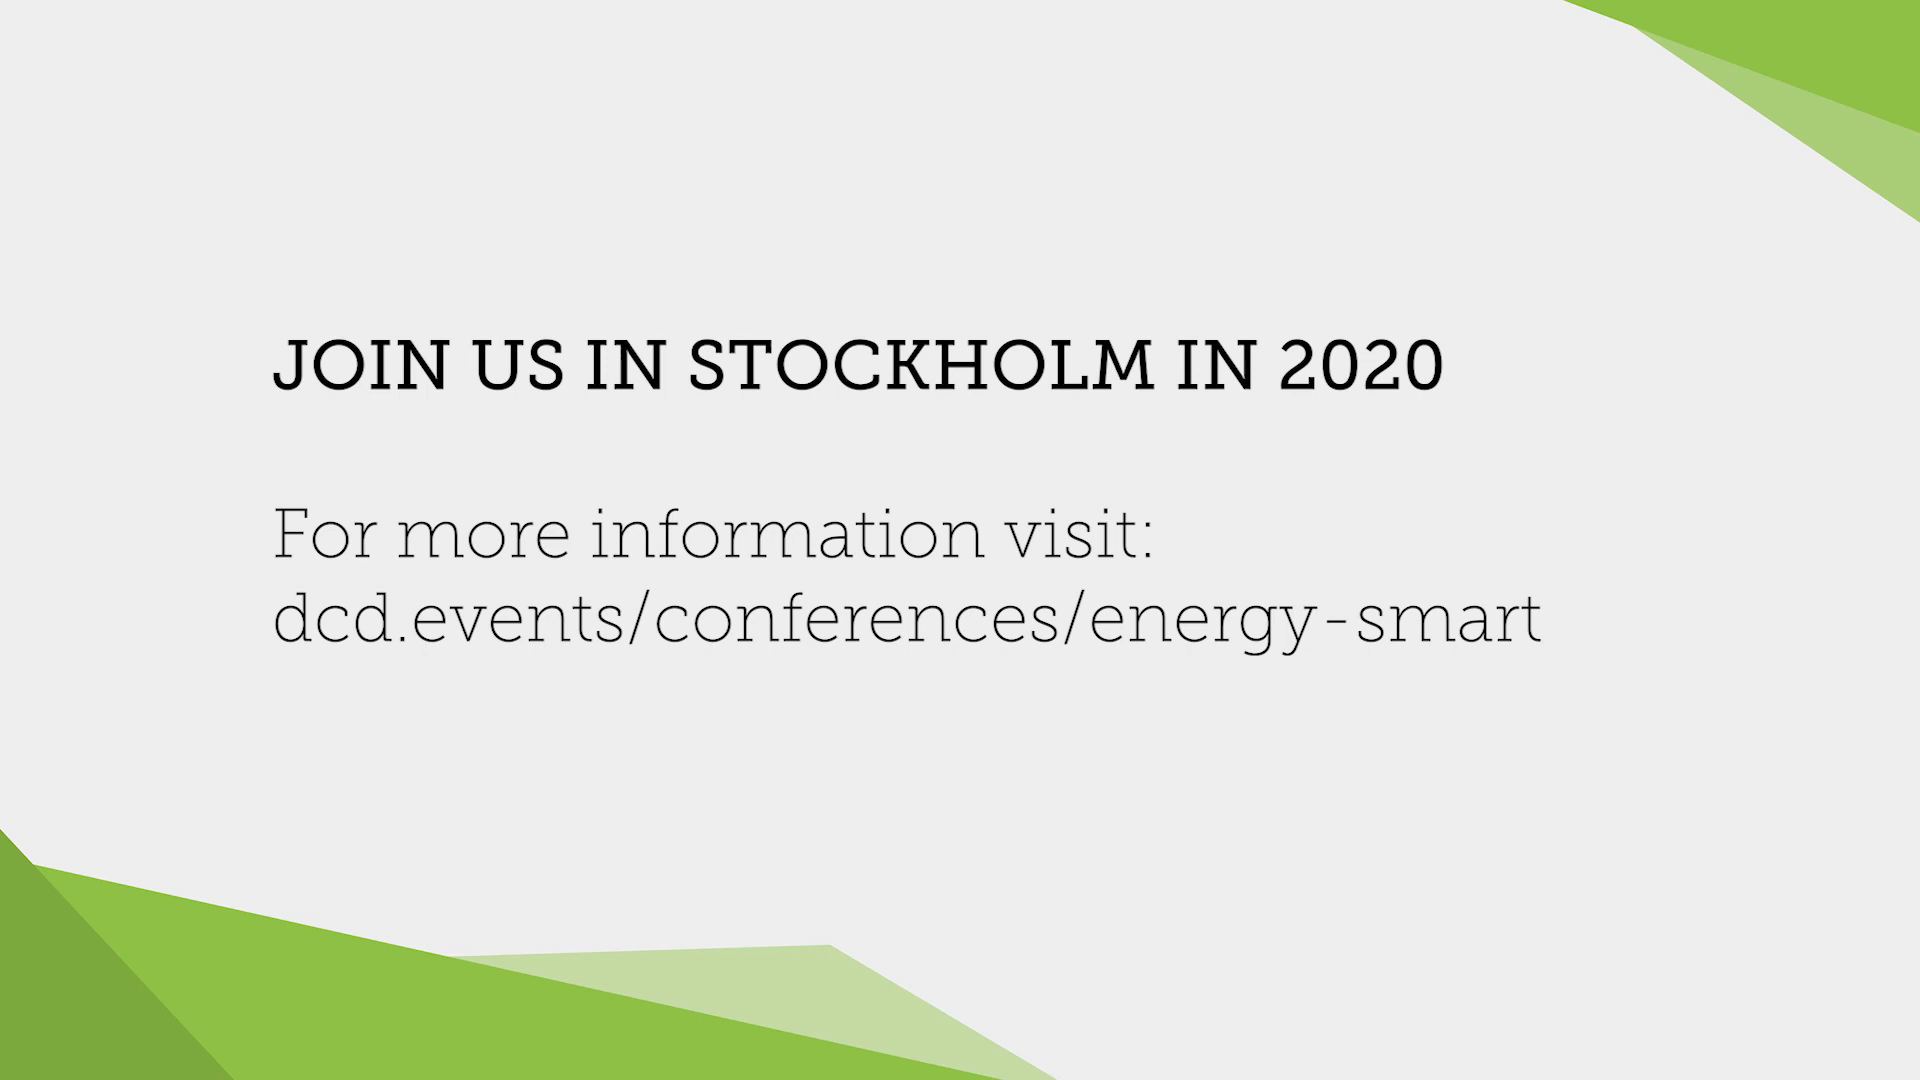 JOIN US IN STOCKHOLM IN 2020
For more information visit:
dcd.events/conferences/energy-smart